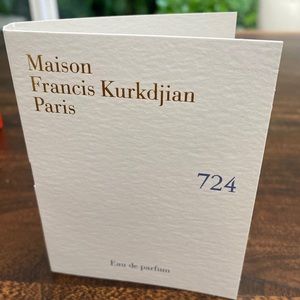 Maison
Francis Kurkdjian
Paris
724
Eau de parfum